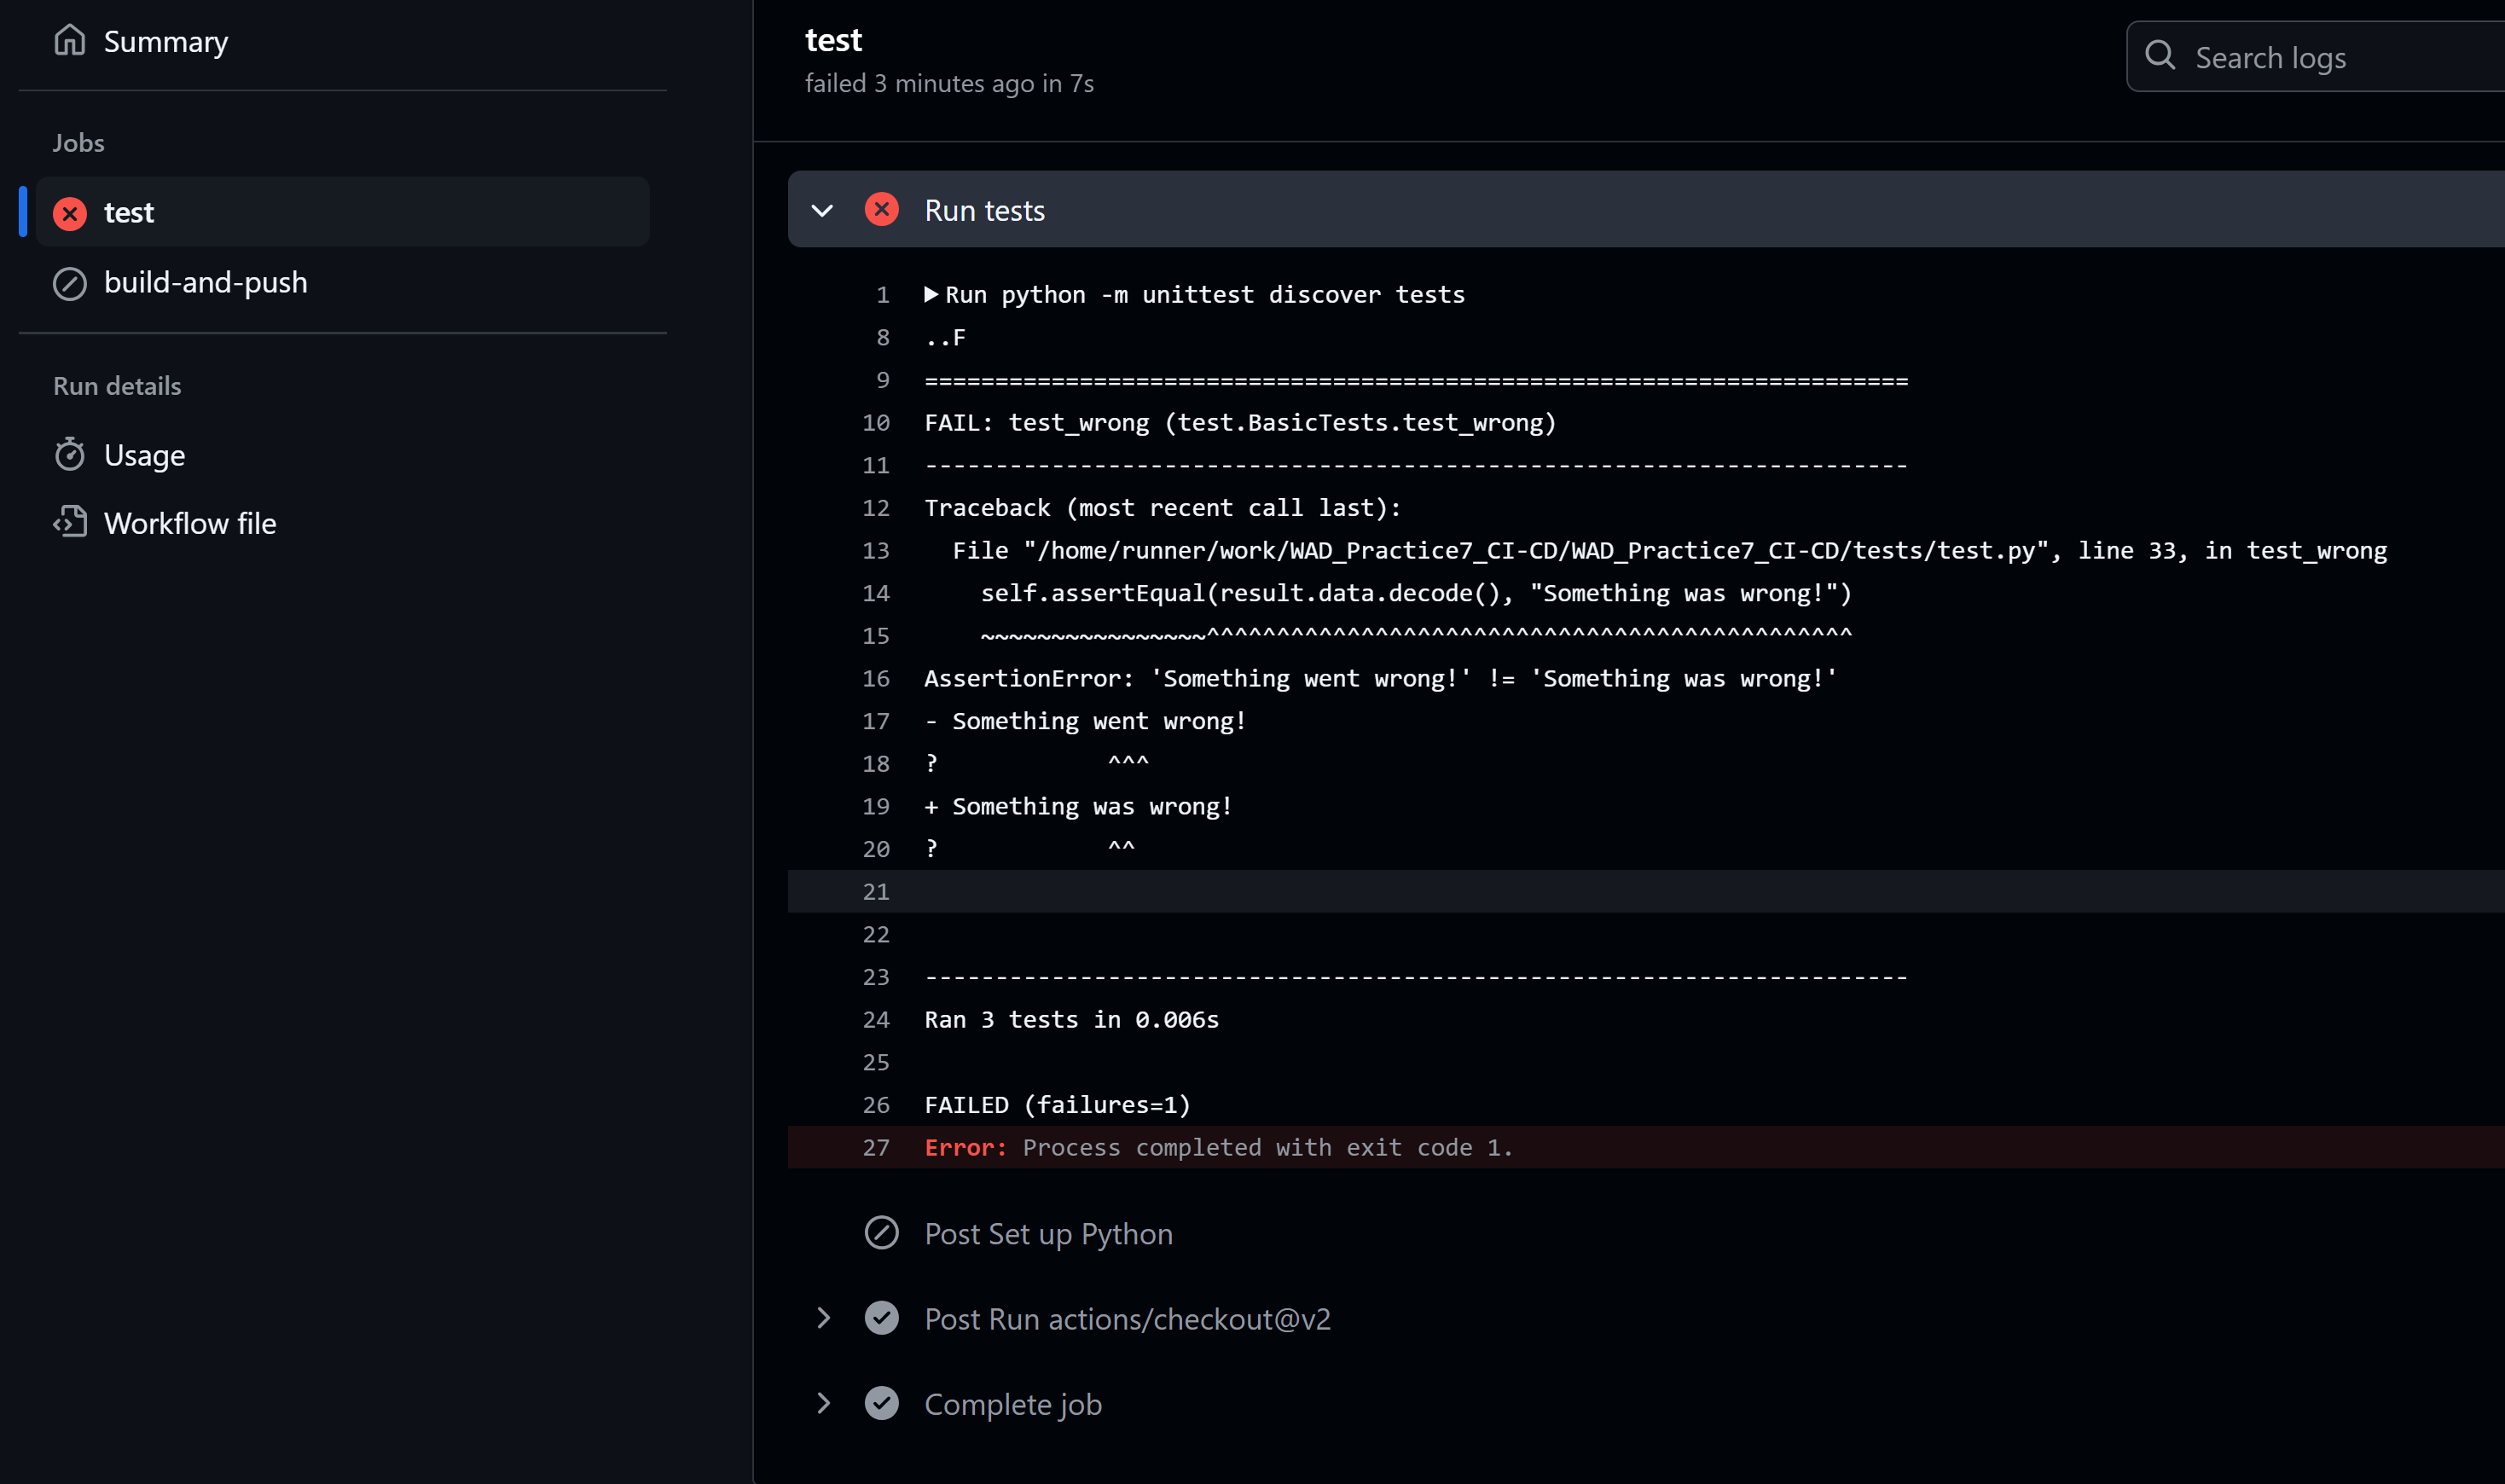 Summary
Jobs
test
build-and-push
Run details
Usage
Workflow file
test
failed 3 minutes ago in 7s
Search logs
Run tests
1 Run python -m unittest discover tests
8 ..F
9 ======================================================================
10 FAIL: test_wrong (test.BasicTests.test_wrong)
11 ----------------------------------------------------------------------
12 Traceback (most recent call last):
13   File "/home/runner/work/WAD_Practice7_CI-CD/WAD_Practice7_CI-CD/tests/test.py", line 33, in test_wrong
14     self.assertEqual(result.data.decode(), "Something was wrong!")
15     ~~~~~~~~~~~~~~~~^^^^^^^^^^^^^^^^^^^^^^^^^^^^^^^^^^^^^^^^^^^^^^
16 AssertionError: 'Something went wrong!' != 'Something was wrong!'
17 - Something went wrong!
18 ?            ^^^
19 + Something was wrong!
20 ?            ^^
21
22
23 ----------------------------------------------------------------------
24 Ran 3 tests in 0.006s
25
26 FAILED (failures=1)
27 Error: Process completed with exit code 1.
Post Set up Python
Post Run actions/checkout@v2
Complete job